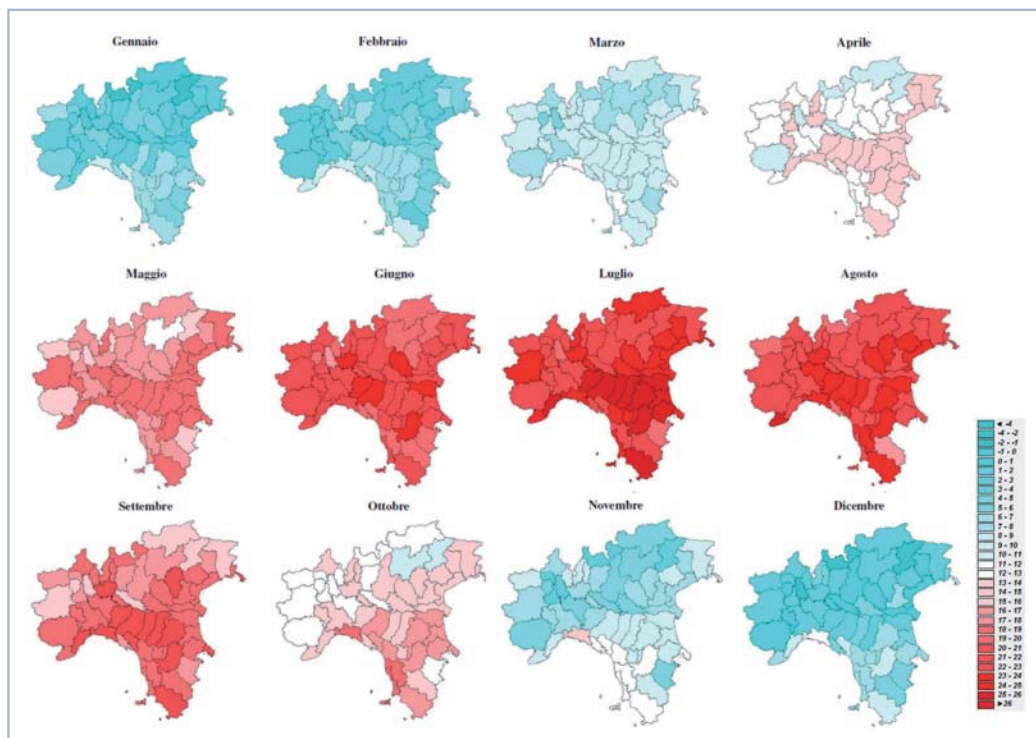 Gennaio
Febbraio
Marzo
Aprile
Maggio
Giugno
Luglio
Agosto
Settembre
Ottobre
Novembre
Dicembre
◄ -4
-4 - -2
-2 - -1
-1 - 0
0 - 1
1 - 2
2 - 3
3 - 4
4 - 5
5 - 6
6 - 7
7 - 8
8 - 9
9 - 10
10 - 11
11 - 12
12 - 13
13 - 14
14 - 15
15 - 16
16 - 17
17 - 18
18 - 19
19 - 20
20 - 21
21 - 22
22 - 23
23 - 24
24 - 25
25 - 26
►26